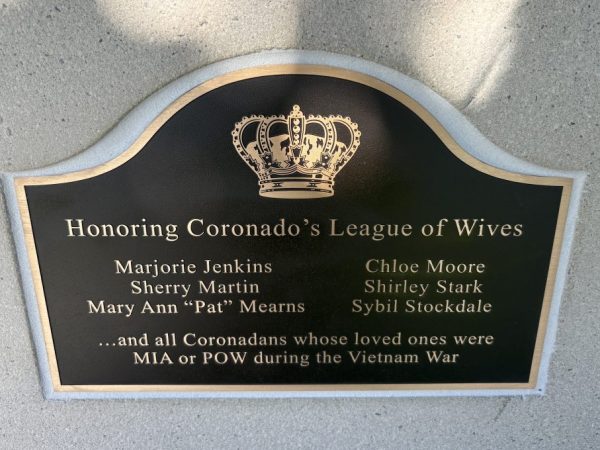 Honoring Coronado's League of Wives
Marjorie Jenkins
Sherry Martin
Mary Ann "Pat" Mearns
Chloe Moore
Shirley Stark
Sybil Stockdale
...and all Coronadans whose loved ones were
MIA or POW during the Vietnam War